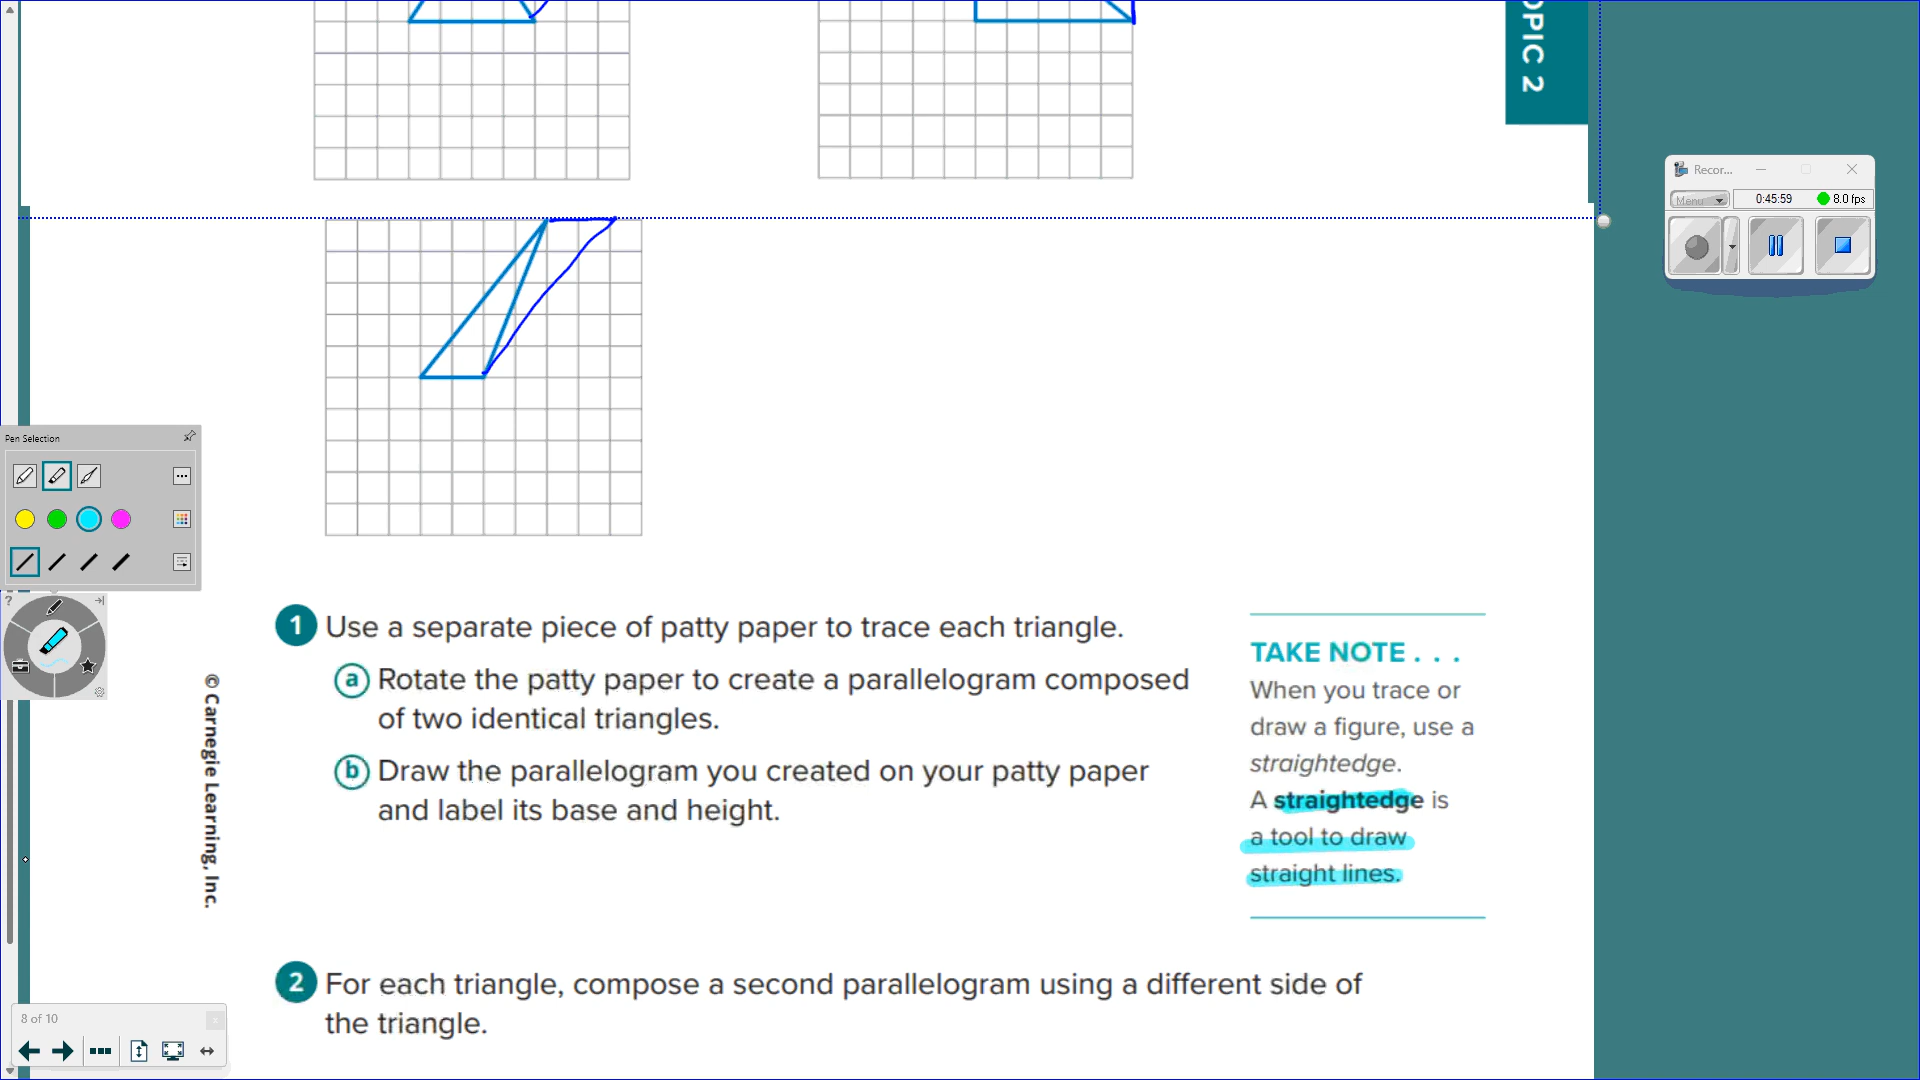 OPIC 2
Recor...
Menu
0:45:59
8.0 fps
Pen Selection
?
© Carnegie Learning, Inc.
1 Use a separate piece of patty paper to trace each triangle.
a Rotate the patty paper to create a parallelogram composed
of two identical triangles.
b Draw the parallelogram you created on your patty paper
and label its base and height.
TAKE NOTE . . .
When you trace or
draw a figure, use a
straightedge.
A straightedge is
a tool to draw
straight lines.
2 For each triangle, compose a second parallelogram using a different side of
the triangle.
8 of 10